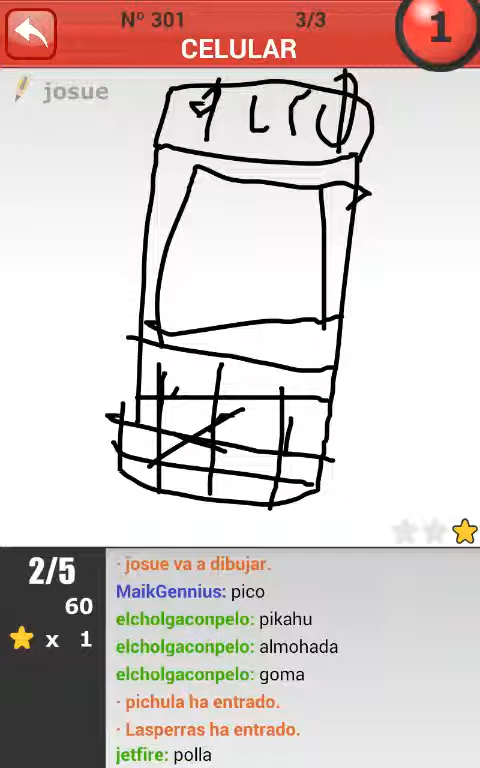 Nº 301
3/3
1
CELULAR
josue
2/5
60
x 1
· josue va a dibujar.
MaikGennius: pico
elcholgaconpelo: pikahu
elcholgaconpelo: almohada
elcholgaconpelo: goma
· pichula ha entrado.
· Lasperras ha entrado.
jetfire: polla